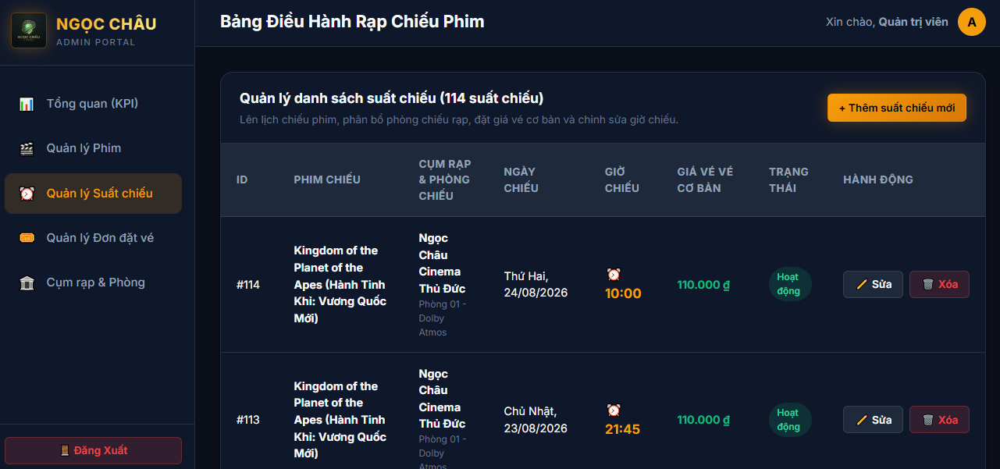 NGỌC CHÂU
ADMIN PORTAL
Bảng Điều Hành Rạp Chiếu Phim
Xin chào, Quản trị viên
A
Tổng quan (KPI)
Quản lý Phim
Quản lý Suất chiếu
Quản lý Đơn đặt vé
Cụm rạp & Phòng
Đăng Xuất
Quản lý danh sách suất chiếu (114 suất chiếu)
Lên lịch chiếu phim, phân bổ phòng chiếu rạp, đặt giá vé cơ bản và chỉnh sửa giờ chiếu.
+ Thêm suất chiếu mới
ID
PHIM CHIẾU
CỤM RẠP
& PHÒNG
CHIẾU
NGÀY
CHIẾU
GIỜ
CHIẾU
GIÁ VÉ VÉ
CƠ BẢN
TRẠNG
THÁI
HÀNH ĐỘNG
#114
Kingdom of the
Planet of the
Apes (Hành Tinh
Khỉ: Vương Quốc
Mới)
Ngọc
Châu
Cinema
Thủ Đức
Phòng 01 -
Dolby
Atmos
Thứ Hai,
24/08/2026
10:00
110.000 ₫
Hoạt
động
Sửa
Xóa
#113
Kingdom of the
Planet of the
Apes (Hành Tinh
Khỉ: Vương Quốc
Mới)
Ngọc
Châu
Cinema
Thủ Đức
Phòng 01 -
Dolby
Atmos
Chủ Nhật,
23/08/2026
21:45
110.000 ₫
Hoạt
động
Sửa
Xóa